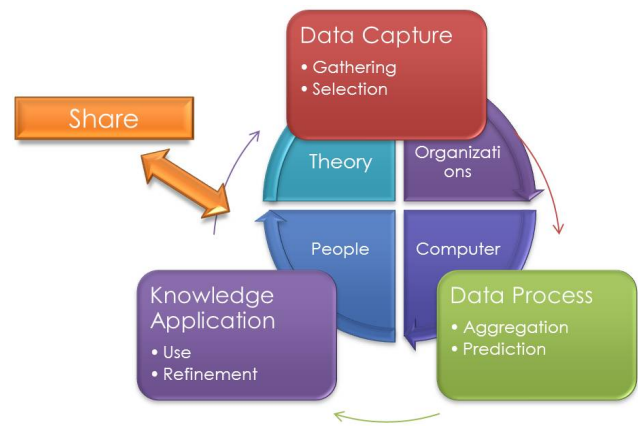 Data Capture
• Gathering
• Selection
Share
Theory
Organizati
ons
People
Computer
Knowledge
Application
• Use
• Refinement
Data Process
• Aggregation
• Prediction